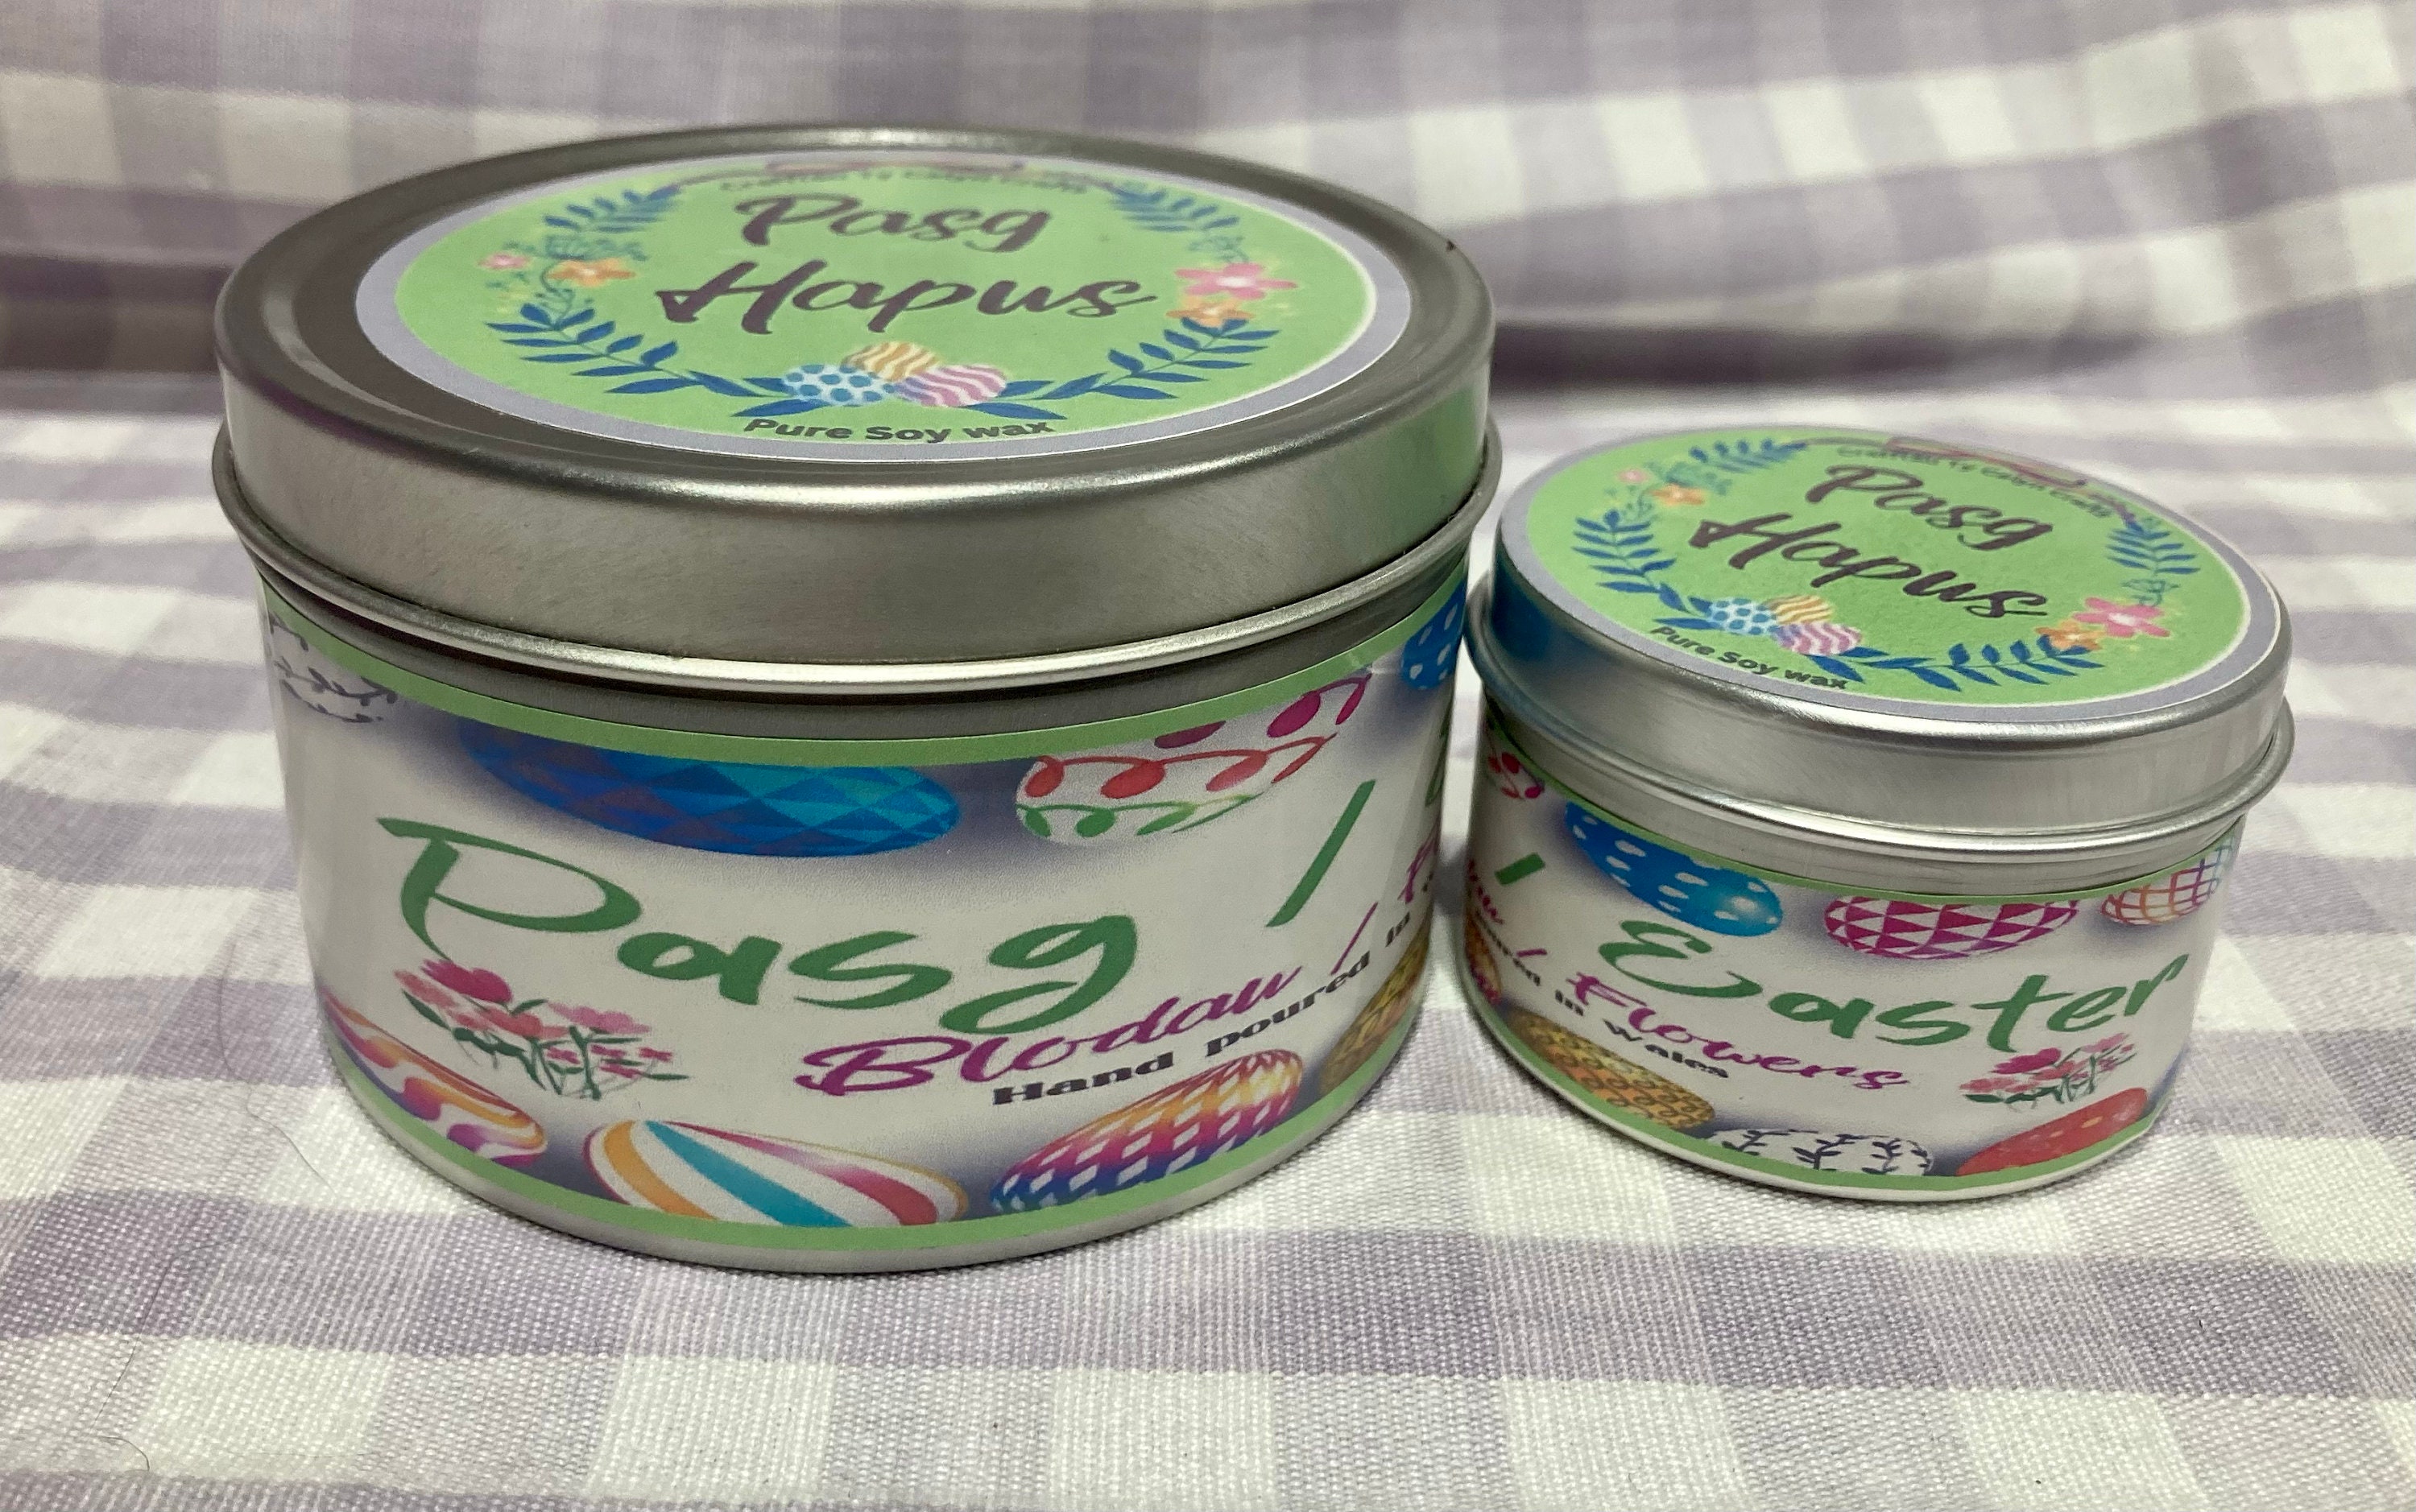 Pasg
Hapus
Pure Soy wax
Pasg /
Blodau /
Hand poured in
Pasg
Hapus
Pure Soy wax
/ Easter
/ Flowers
in Wales